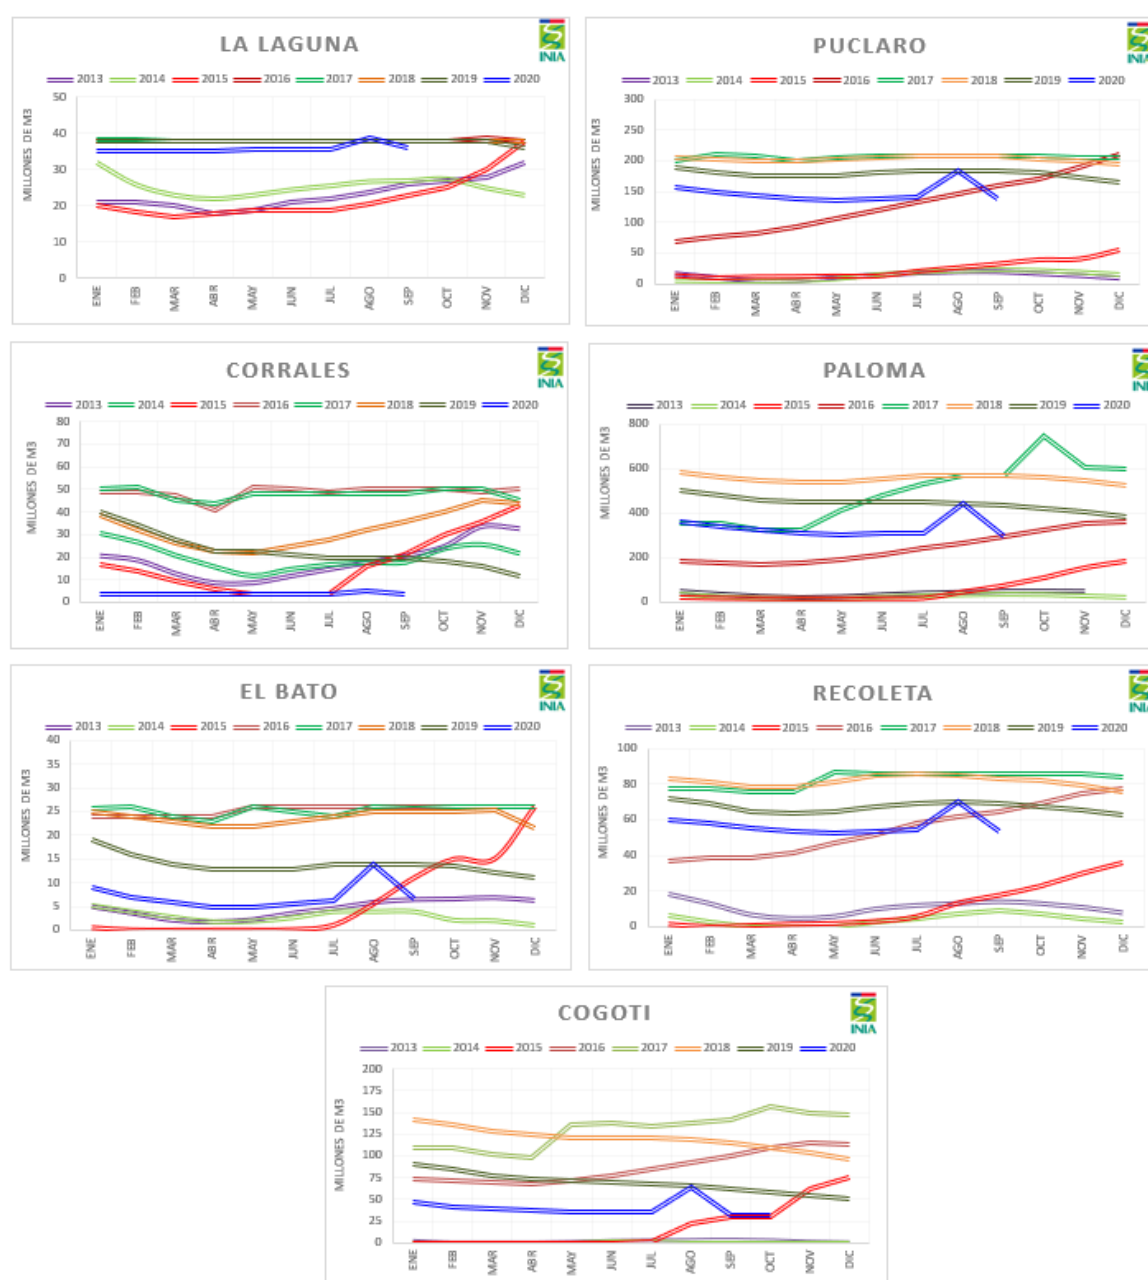 LA LAGUNA
INIA
2013 2014 2015 2016 2017 2018 2019 2020
MILLONES DE M3
50
40
30
20
10
0
ENE FEB MAR ABR MAY JUN JUL AGO SEP OCT NOV DIC
PUCLARO
INIA
2013 2014 2015 2016 2017 2018 2019 2020
MILLONES DE M3
300
250
200
150
100
50
0
ENE FEB MAR ABR MAY JUN JUL AGO SEP OCT NOV DIC
CORRALES
INIA
2013 2014 2015 2016 2017 2018 2019 2020
MILLONES DE M3
80
70
60
50
40
30
20
10
0
ENE FEB MAR ABR MAY JUN JUL AGO SEP OCT NOV DIC
PALOMA
INIA
2013 2014 2015 2016 2017 2018 2019 2020
MILLONES DE M3
800
600
400
200
0
ENE FEB MAR ABR MAY JUN JUL AGO SEP OCT NOV DIC
EL BATO
INIA
2013 2014 2015 2016 2017 2018 2019 2020
MILLONES DE M3
40
35
30
25
20
15
10
5
0
ENE FEB MAR ABR MAY JUN JUL AGO SEP OCT NOV DIC
RECOLETA
INIA
2013 2014 2015 2016 2017 2018 2019 2020
MILLONES DE M3
100
80
60
40
20
0
ENE FEB MAR ABR MAY JUN JUL AGO SEP OCT NOV DIC
COGOTI
INIA
2013 2014 2015 2016 2017 2018 2019 2020
MILLONES DE M3
200
175
150
125
100
75
50
25
0
ENE FEB MAR ABR MAY JUN JUL AGO SEP OCT NOV DIC